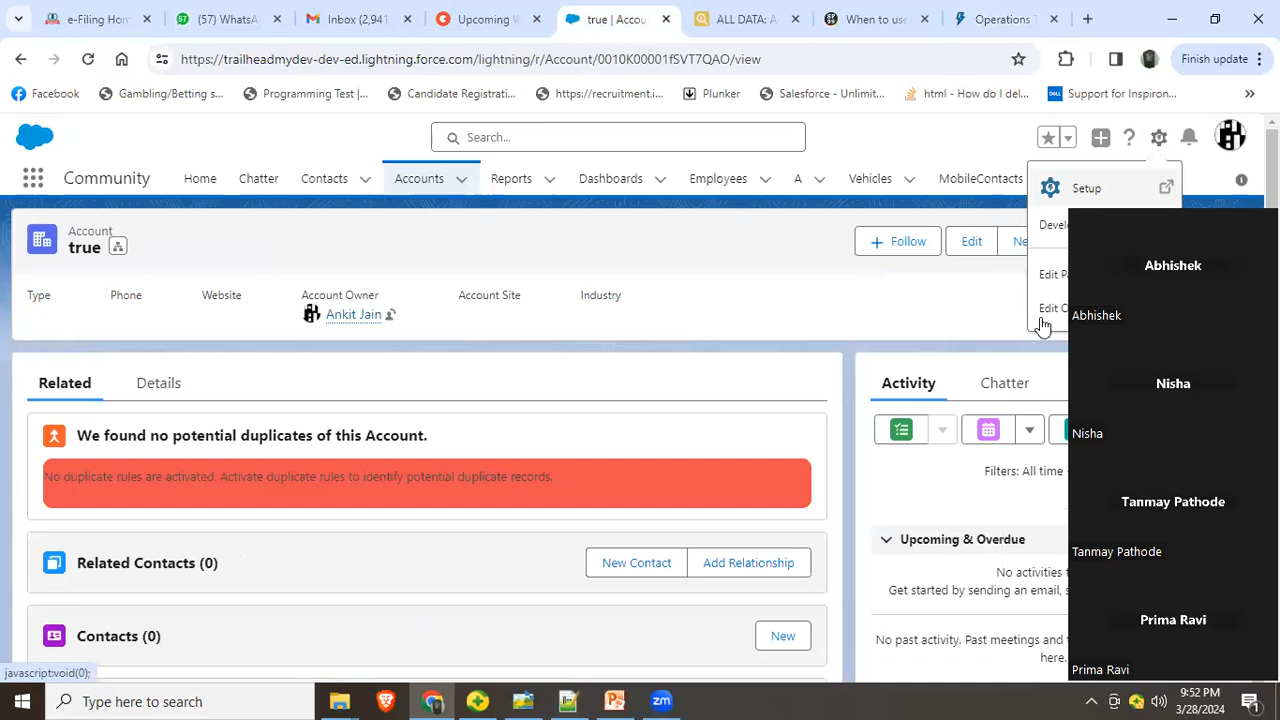 e-Filing Hom
(57) WhatsA
Inbox (2,941
Upcoming W
true | Accou
ALL DATA: A
When to use
Operations T
https://trailheadmydev-dev-ed.lightning.force.com/lightning/r/Account/0010K00001fSVT7QAO/view
Finish update
Facebook
Gambling/Betting s...
Programming Test |...
Candidate Registrati...
https://recruitment.i...
Plunker
Salesforce - Unlimit...
html - How do I del...
Support for Inspiron...
Search...
Community
Home
Chatter
Contacts
Accounts
Reports
Dashboards
Employees
A
Vehicles
MobileContacts
Setup
Develo
Edit Pa
Edit O
Account
true
Follow
Edit
Ne
Type
Phone
Website
Account Owner
Account Site
Industry
Ankit Jain
Related
Details
We found no potential duplicates of this Account.
No duplicate rules are activated. Activate duplicate rules to identify potential duplicate records.
Related Contacts (0)
New Contact
Add Relationship
Contacts (0)
New
Activity
Chatter
Filters: All time
Upcoming & Overdue
No activities t
Get started by sending an email, s
No past activity. Past meetings and t
here.
Abhishek
Abhishek
Nisha
Nisha
Tanmay Pathode
Tanmay Pathode
Prima Ravi
Prima Ravi
javascript:void(0);
Type here to search
zm
9:52 PM
3/28/2024
1